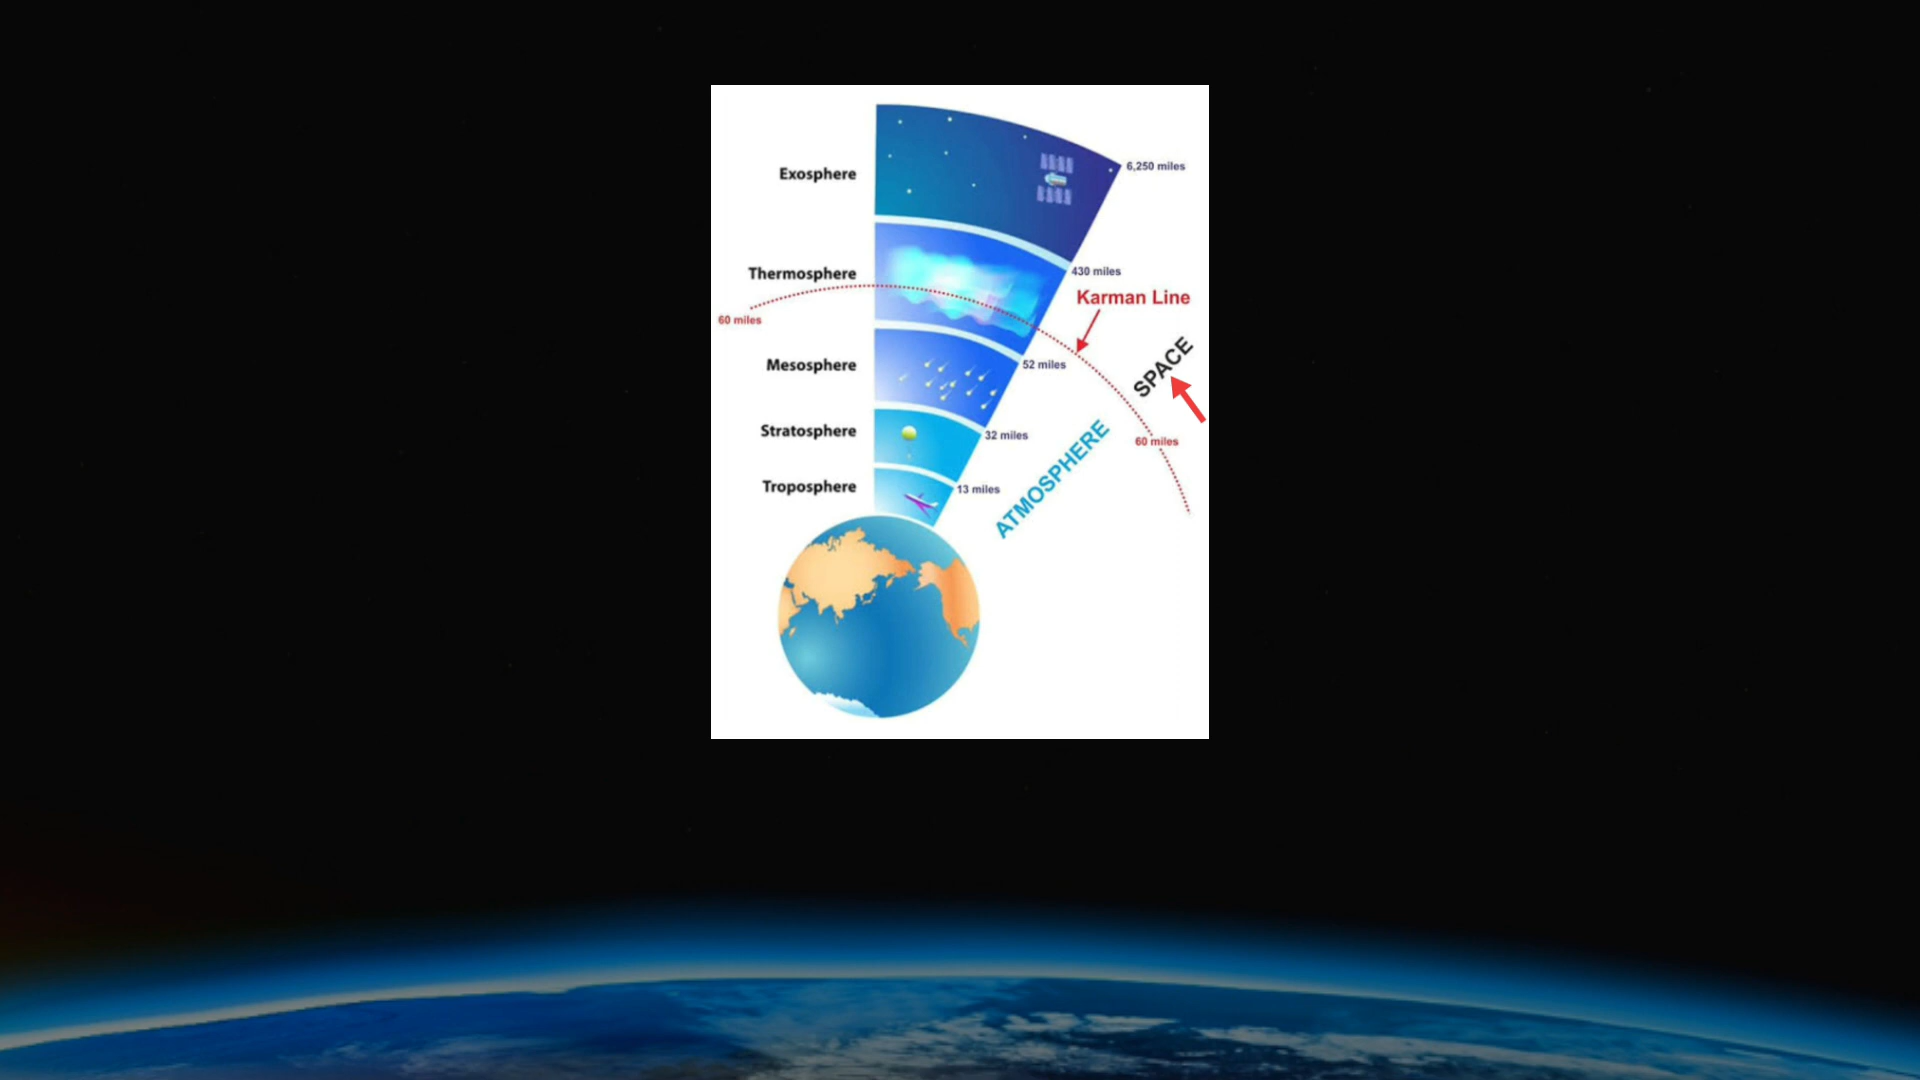 Exosphere
6,250 miles
Thermosphere
430 miles
Karman Line
60 miles
SPACE
Mesosphere
52 miles
Stratosphere
32 miles
60 miles
ATMOSPHERE
Troposphere
13 miles